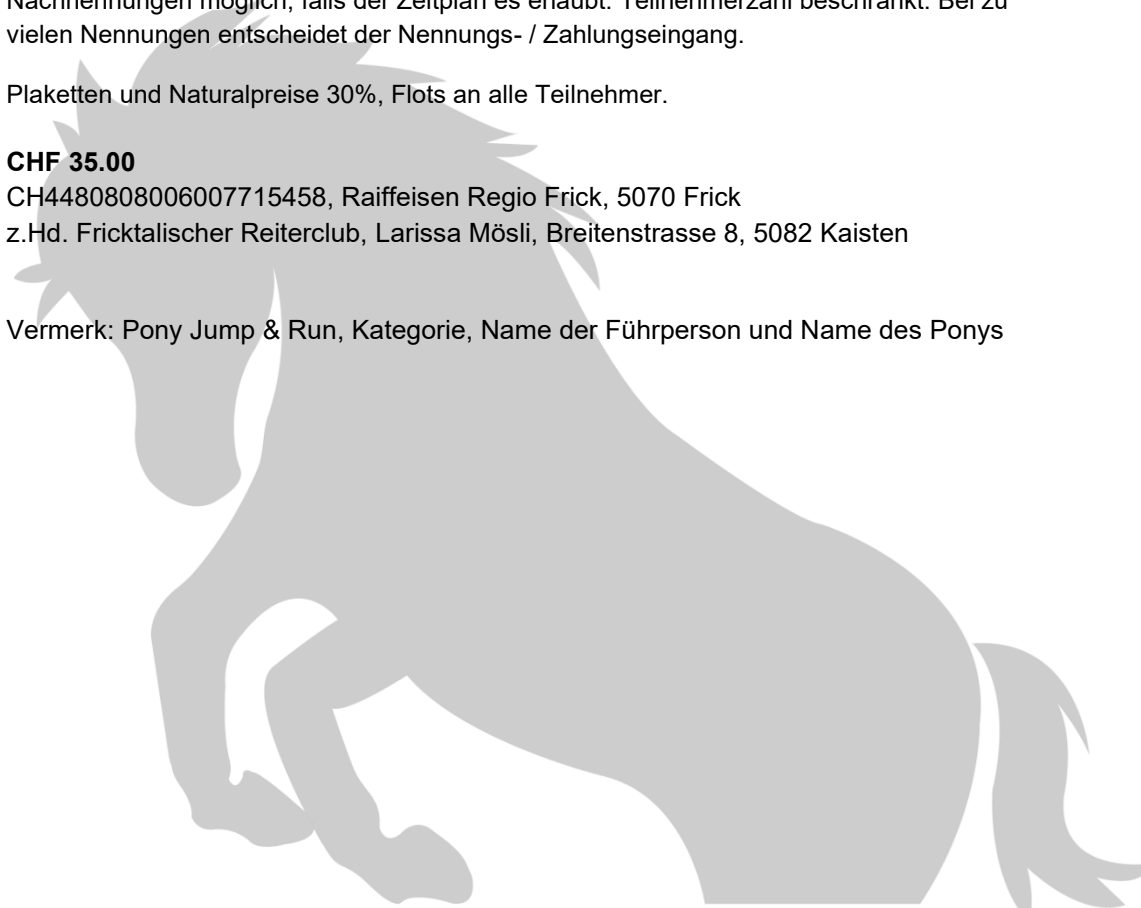 Nachnennungen möglich, falls der Zeitplan es erlaubt. Teilnehmerzahl beschränkt. Bei zu
vielen Nennungen entscheidet der Nennungs- / Zahlungseingang.
Plaketten und Naturalpreise 30%, Flots an alle Teilnehmer.
CHF 35.00
CH4480808006007715458, Raiffeisen Regio Frick, 5070 Frick
z.Hd. Fricktalischer Reiterclub, Larissa Mösli, Breitenstrasse 8, 5082 Kaisten
Vermerk: Pony Jump & Run, Kategorie, Name der Führperson und Name des Ponys